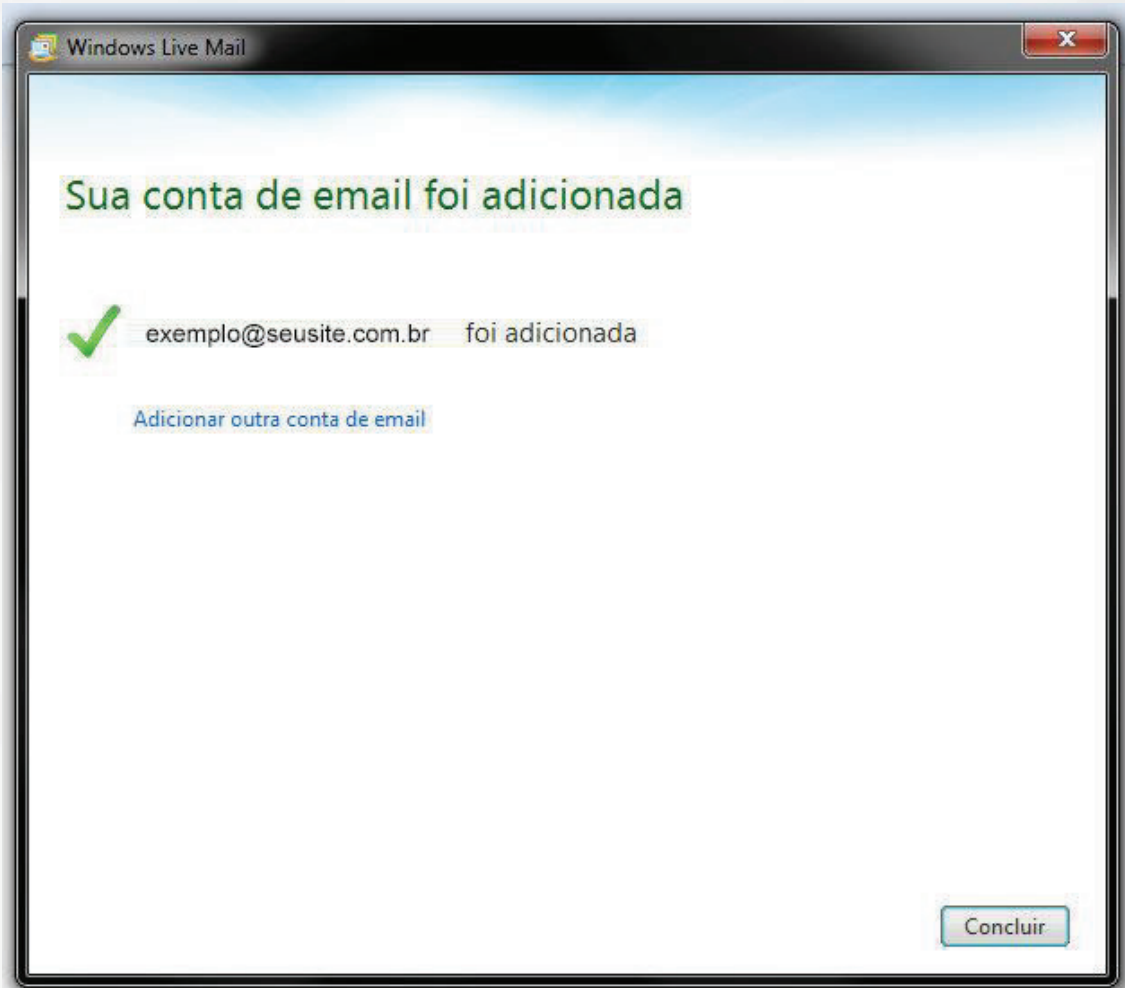 Windows Live Mail
Sua conta de email foi adicionada
exemplo@seusite.com.br foi adicionada
Adicionar outra conta de email
Concluir